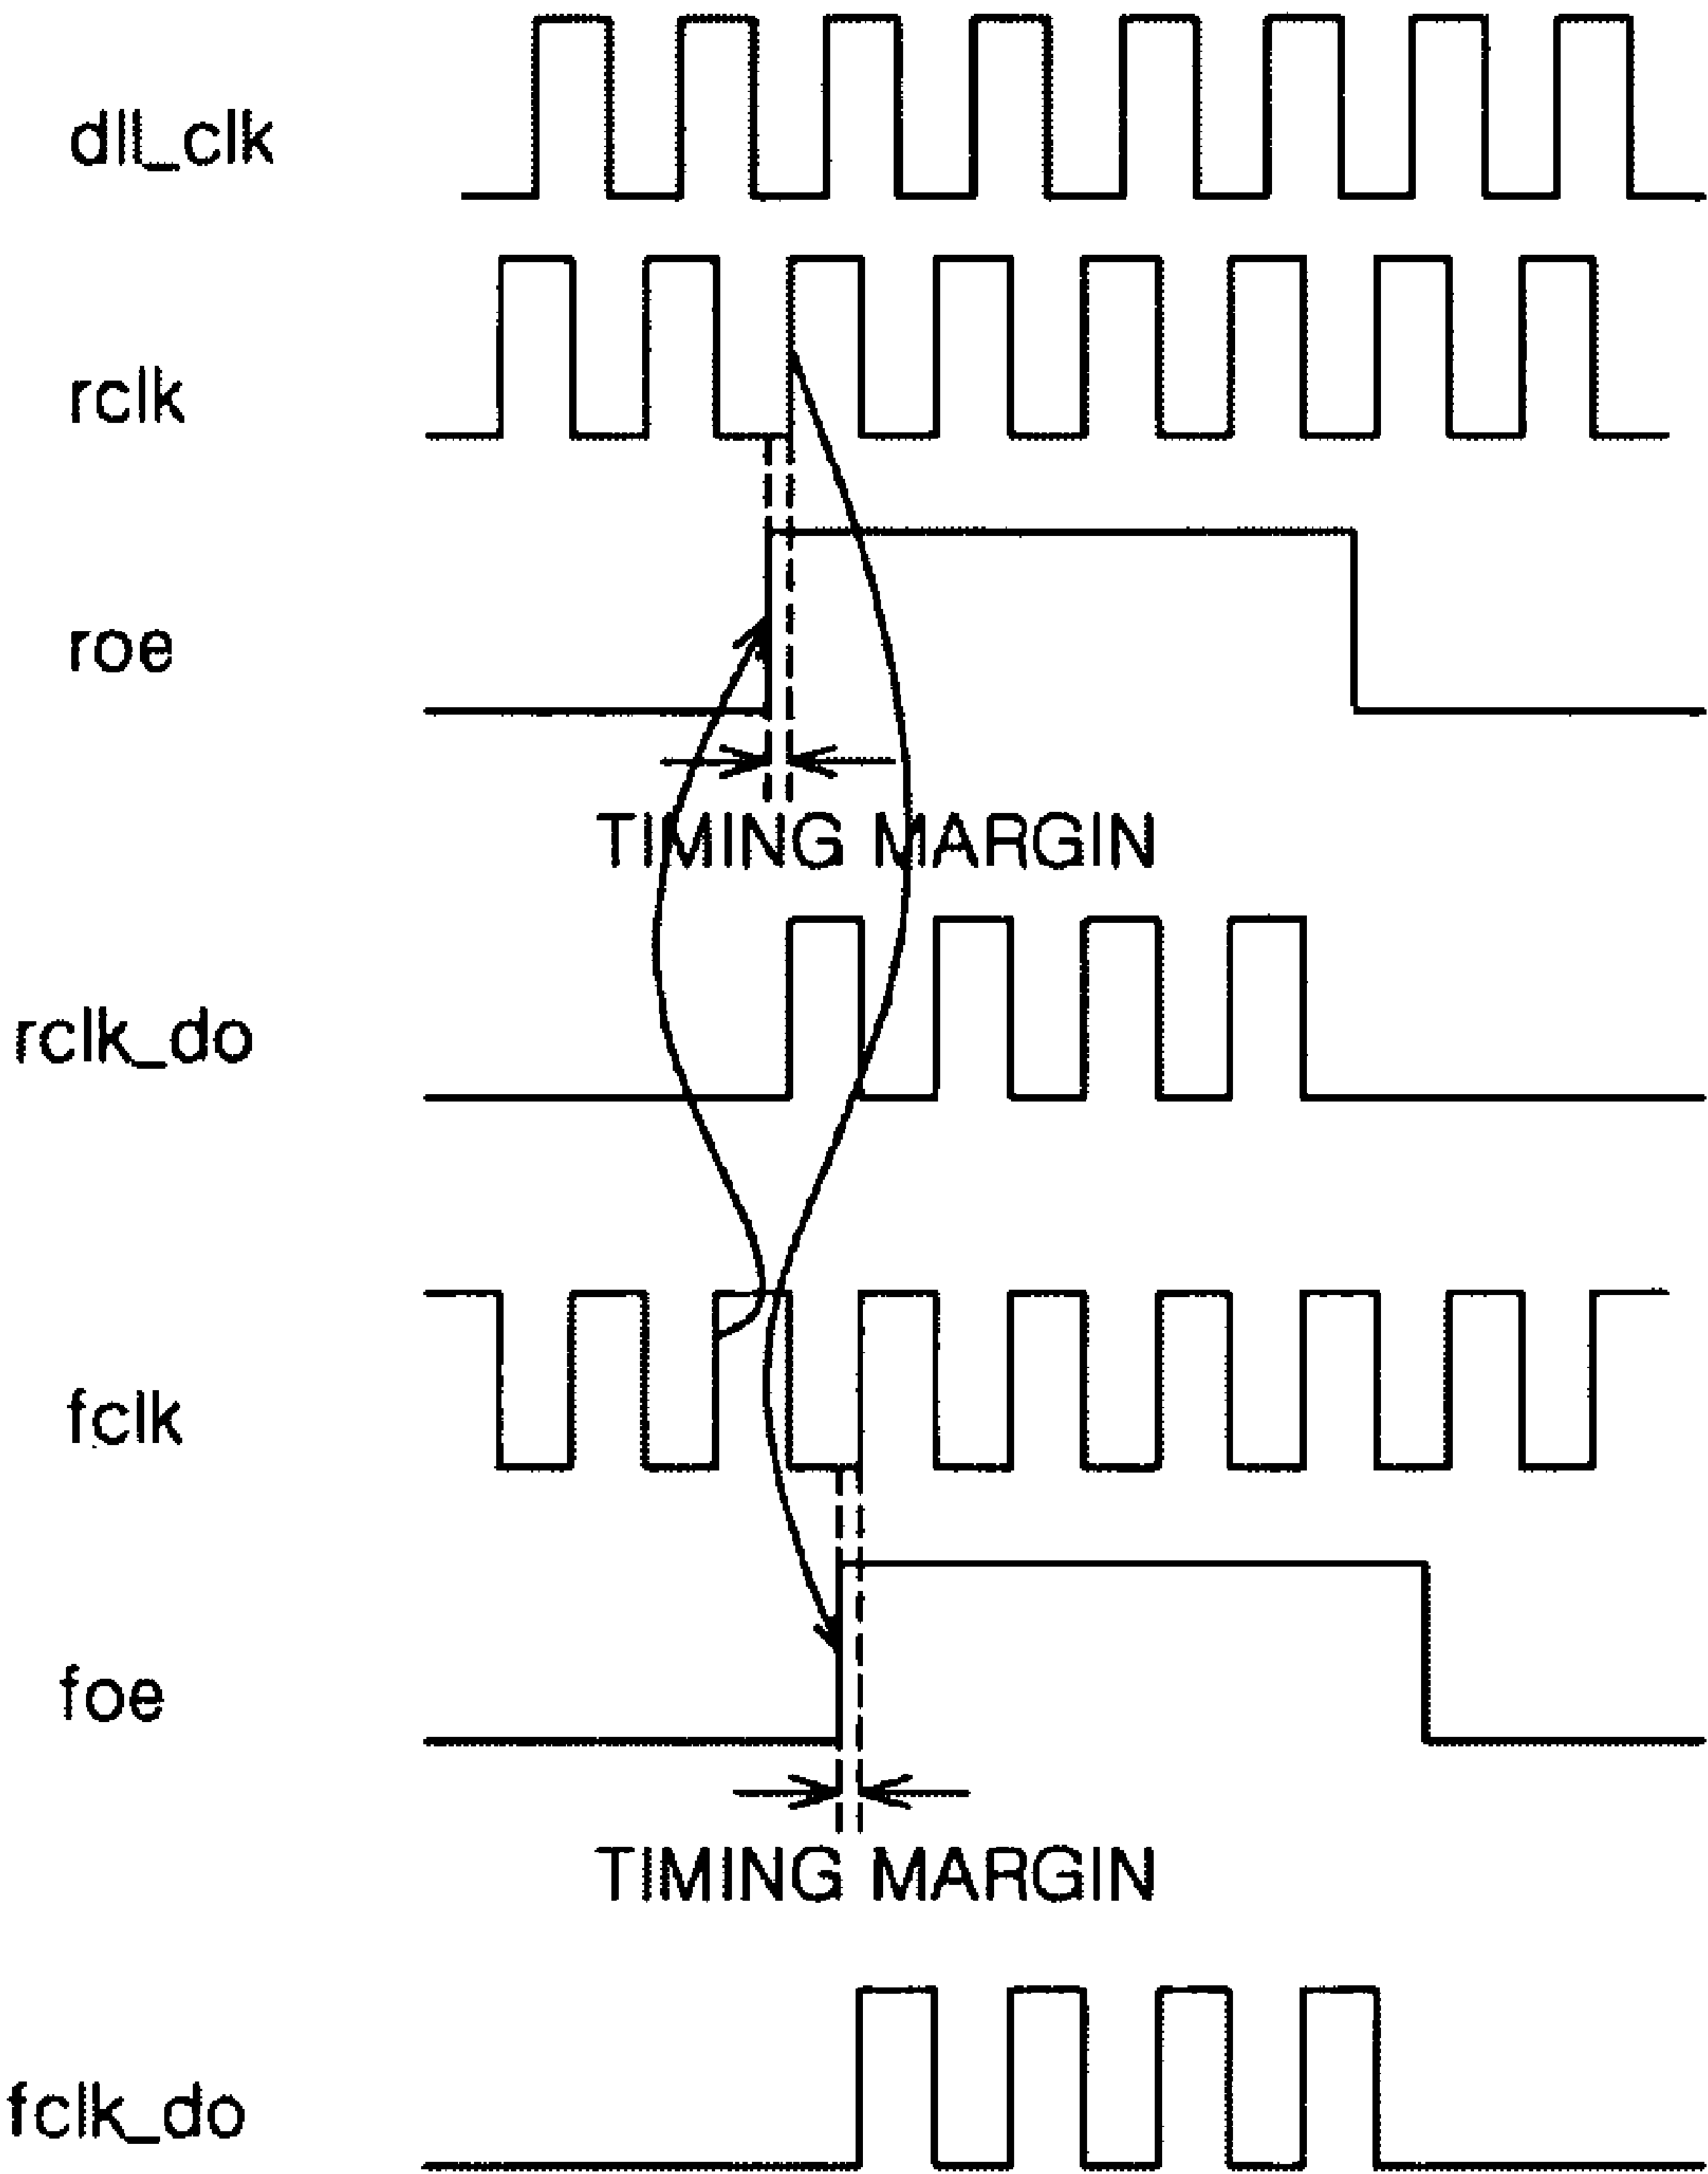 dll_clk
rclk
roe
TIMING MARGIN
rclk_do
fclk
foe
TIMING MARGIN
fclk_do